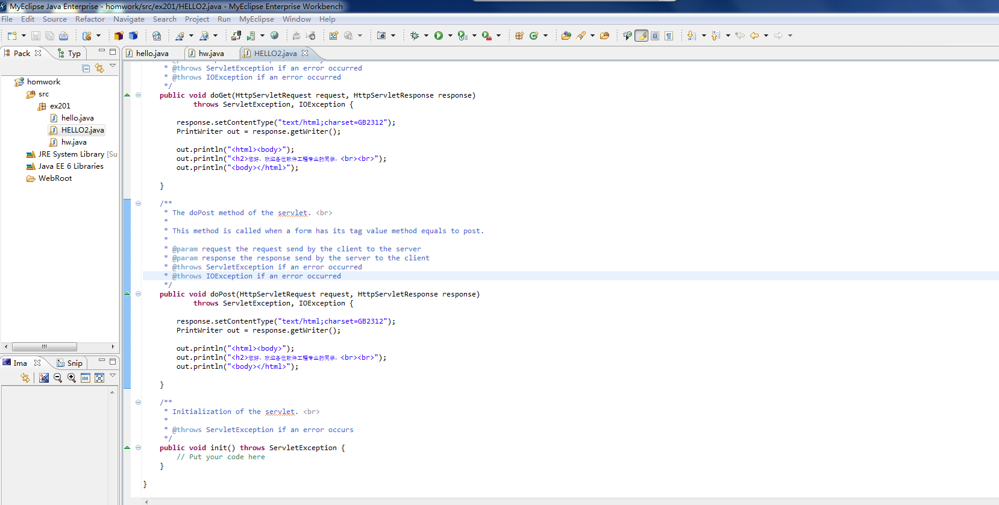 MyEclipse Java Enterprise - homwork/src/ex201/HELLO2.java - MyEclipse Enterprise Workbench
File Edit Source Refactor Navigate Search Project Run MyEclipse Window Help
Pack Typ
hello.java hw.java HELLO2.java
homwork
src
ex201
hello.java
HELLO2.java
hw.java
JRE System Library [Su
Java EE 6 Libraries
WebRoot
Ima Snip
* @throws ServletException if an error occurred
* @throws IOException if an error occurred
*/
public void doGet(HttpServletRequest request, HttpServletResponse response)
throws ServletException, IOException {
response.setContentType("text/html;charset=GB2312");
PrintWriter out = response.getWriter();
out.println("<html><body>");
out.println("<h2>您好，欢迎各位软件工程专业的同学：<br><br>");
out.println("<body></html>");
}
/**
* The doPost method of the servlet. <br>
*
* This method is called when a form has its tag value method equals to post.
*
* @param request the request send by the client to the server
* @param response the response send by the server to the client
* @throws ServletException if an error occurred
* @throws IOException if an error occurred
*/
public void doPost(HttpServletRequest request, HttpServletResponse response)
throws ServletException, IOException {
response.setContentType("text/html;charset=GB2312");
PrintWriter out = response.getWriter();
out.println("<html><body>");
out.println("<h2>您好，欢迎各位软件工程专业的同学：<br><br>");
out.println("<body></html>");
}
/**
* Initialization of the servlet. <br>
*
* @throws ServletException if an error occurs
*/
public void init() throws ServletException {
// Put your code here
}
}